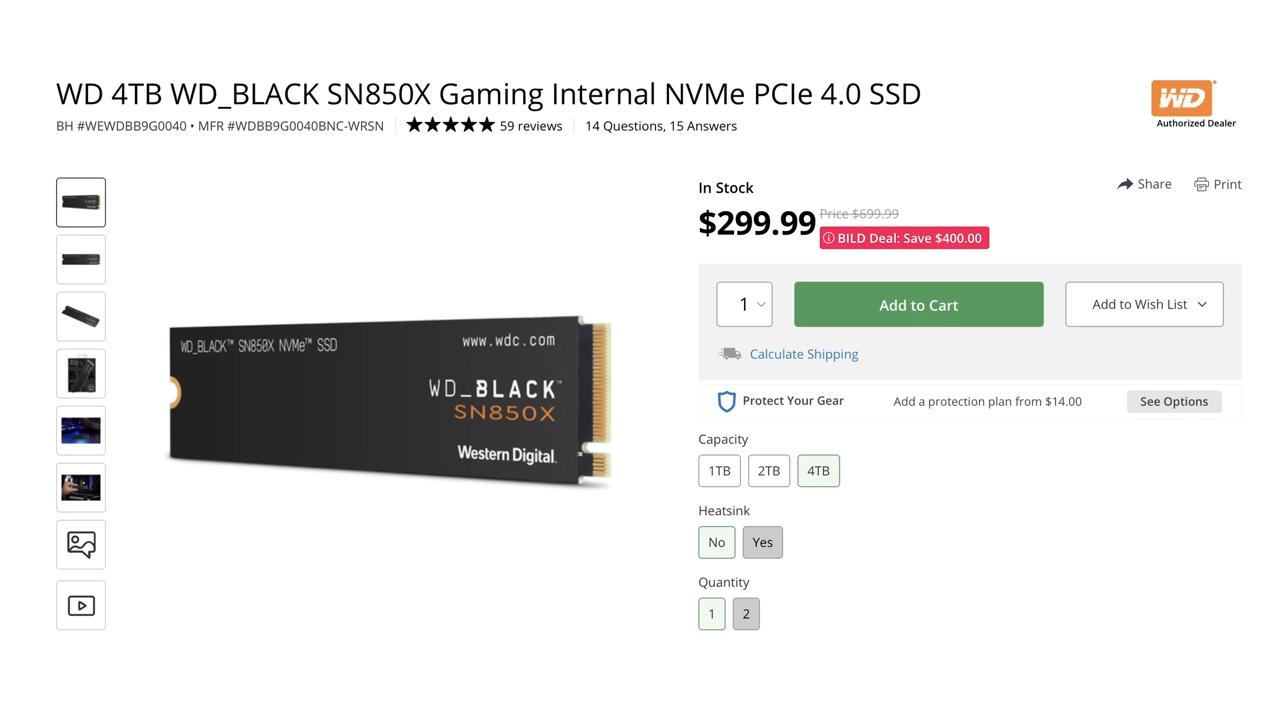 WD 4TB WD_BLACK SN850X Gaming Internal NVMe PCIe 4.0 SSD
BH #WEWDBB9G0040 • MFR #WDBB9G0040BNC-WRSN
59 reviews
14 Questions, 15 Answers
WD
Authorized Dealer
WD_BLACK™ SN850X NVMe™ SSD
www.wdc.com
WD_BLACK™
SN850X
Western Digital.
In Stock
Share
Print
$299.99
Price $699.99
BILD Deal: Save $400.00
1
Add to Cart
Add to Wish List
Calculate Shipping
Protect Your Gear
Add a protection plan from $14.00
See Options
Capacity
1TB
2TB
4TB
Heatsink
No
Yes
Quantity
1
2